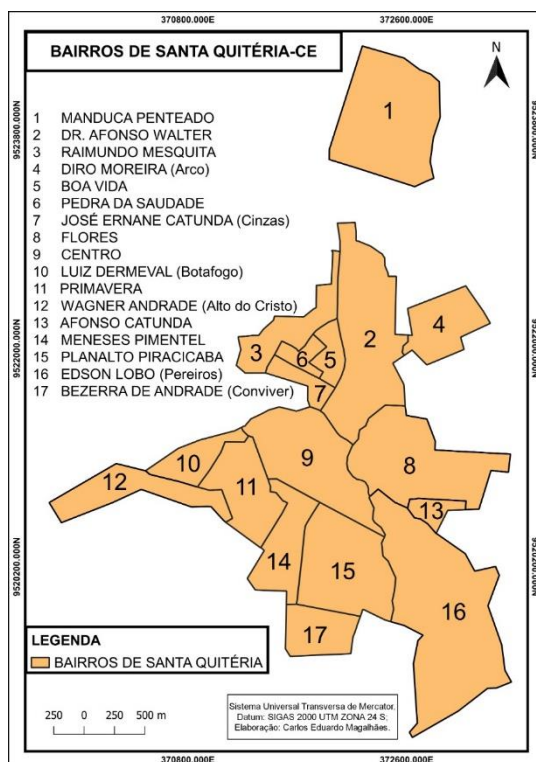 370800.000E
372600.000E
BAIRROS DE SANTA QUITÉRIA-CE
N
9523800.000N
9523800.000N
1 MANDUCA PENTEADO
2 DR. AFONSO WALTER
3 RAIMUNDO MESQUITA
4 DIRO MOREIRA (Arco)
5 BOA VIDA
6 PEDRA DA SAUDADE
7 JOSÉ ERNANE CATUNDA (Cinzas)
8 FLORES
9 CENTRO
10 LUIZ DERMEVAL (Botafogo)
11 PRIMAVERA
12 WAGNER ANDRADE (Alto do Cristo)
13 AFONSO CATUNDA
14 MENESES PIMENTEL
15 PLANALTO PIRACICABA
16 EDSON LOBO (Pereiros)
17 BEZERRA DE ANDRADE (Conviver)
9522000.000N
9522000.000N
1
2
4
3
6
5
7
9
8
10
12
11
13
14
15
16
17
9520200.000N
9520200.000N
LEGENDA
BAIRROS DE SANTA QUITÉRIA
250 0 250 500 m
Sistema Universal Transversa de Mercator.
Datum: SIGAS 2000 UTM ZONA 24 S;
Elaboração: Carlos Eduardo Magalhães.
370800.000E
372600.000E